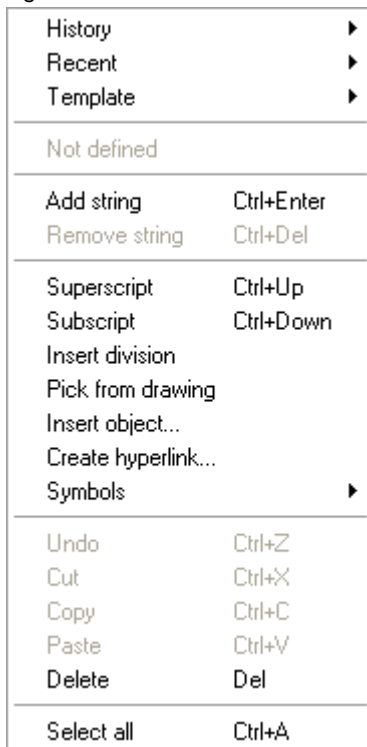 History
Recent
Template
Not defined
Add string Ctrl+Enter
Remove string Ctrl+Del
Superscript Ctrl+Up
Subscript Ctrl+Down
Insert division
Pick from drawing
Insert object...
Create hyperlink...
Symbols
Undo Ctrl+Z
Cut Ctrl+X
Copy Ctrl+C
Paste Ctrl+V
Delete Del
Select all Ctrl+A